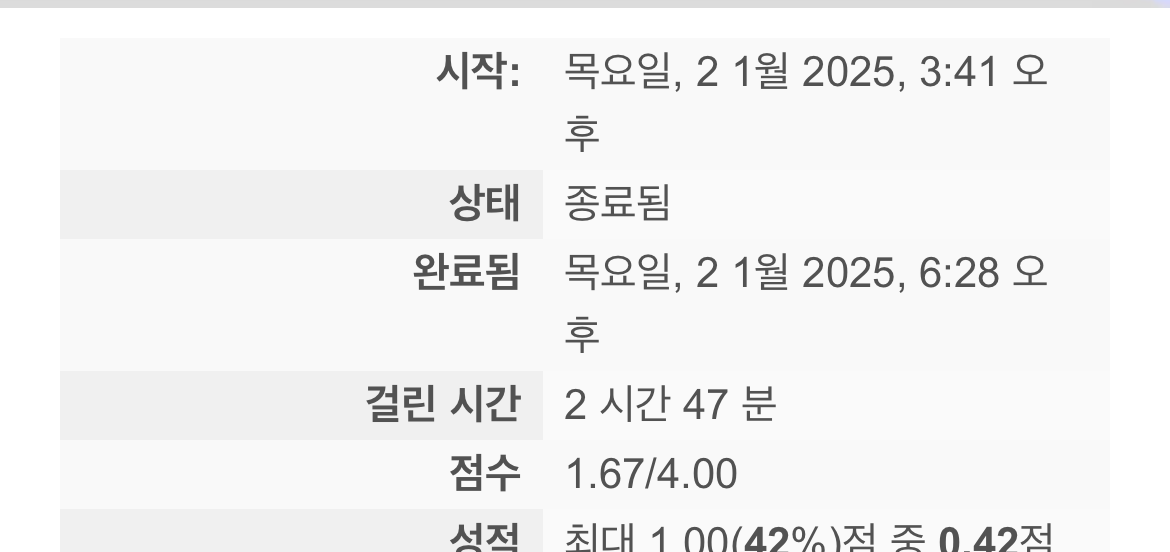 시작: 목요일, 2 1월 2025, 3:41 오
후
상태 종료됨
완료됨 목요일, 2 1월 2025, 6:28 오
후
걸린 시간 2 시간 47 분
점수 1.67/4.00
성적 최대 1.00(42%)점 중 0.42점